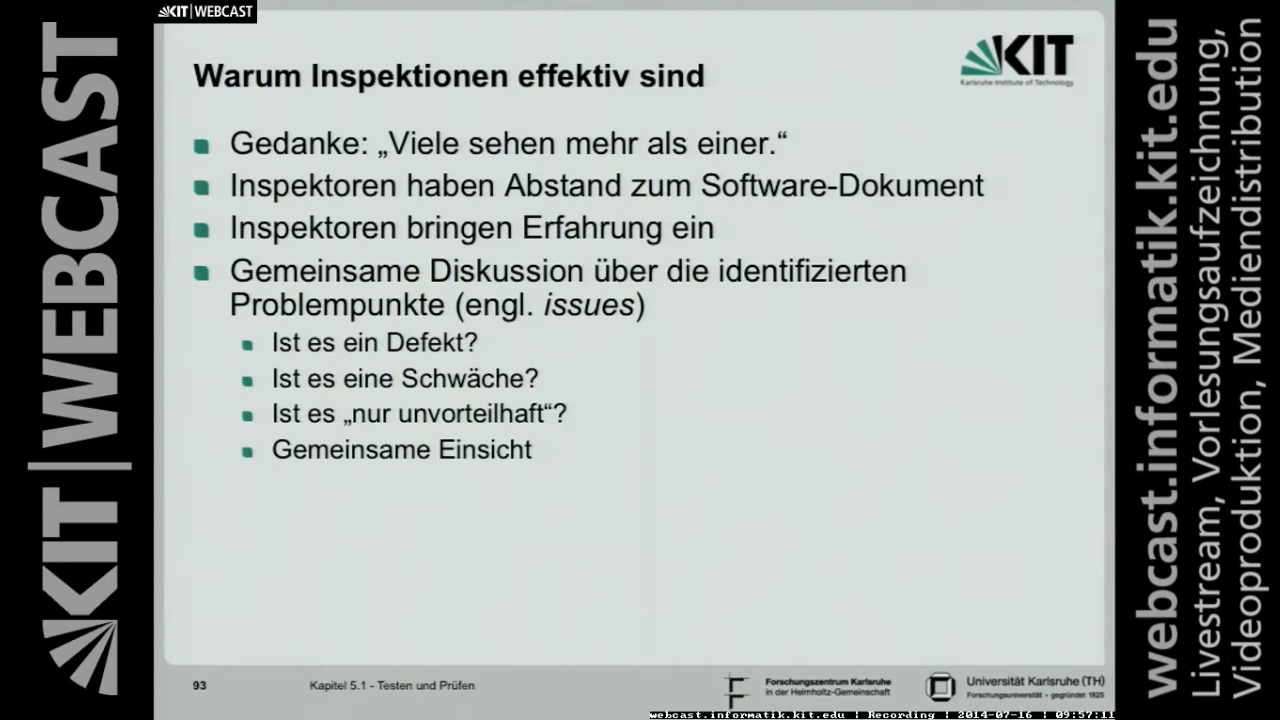 KIT | WEBCAST
KIT|WEBCAST
Warum Inspektionen effektiv sind
KIT
Karlsruhe Institute of Technology
Gedanke: „Viele sehen mehr als einer.“
Inspektoren haben Abstand zum Software-Dokument
Inspektoren bringen Erfahrung ein
Gemeinsame Diskussion über die identifizierten
Problempunkte (engl. issues)
Ist es ein Defekt?
Ist es eine Schwäche?
Ist es „nur unvorteilhaft“?
Gemeinsame Einsicht
93
Kapitel 5.1 - Testen und Prüfen
Forschungszentrum Karlsruhe
in der Helmholtz-Gemeinschaft
Universität Karlsruhe (TH)
Forschungsuniversität - gegründet 1825
webcast.informatik.kit.edu | Recording | 2014-07-16 | 09:57:11
webcast.informatik.kit.edu
Livestream, Vorlesungsaufzeichnung,
Videoproduktion, Mediendistribution